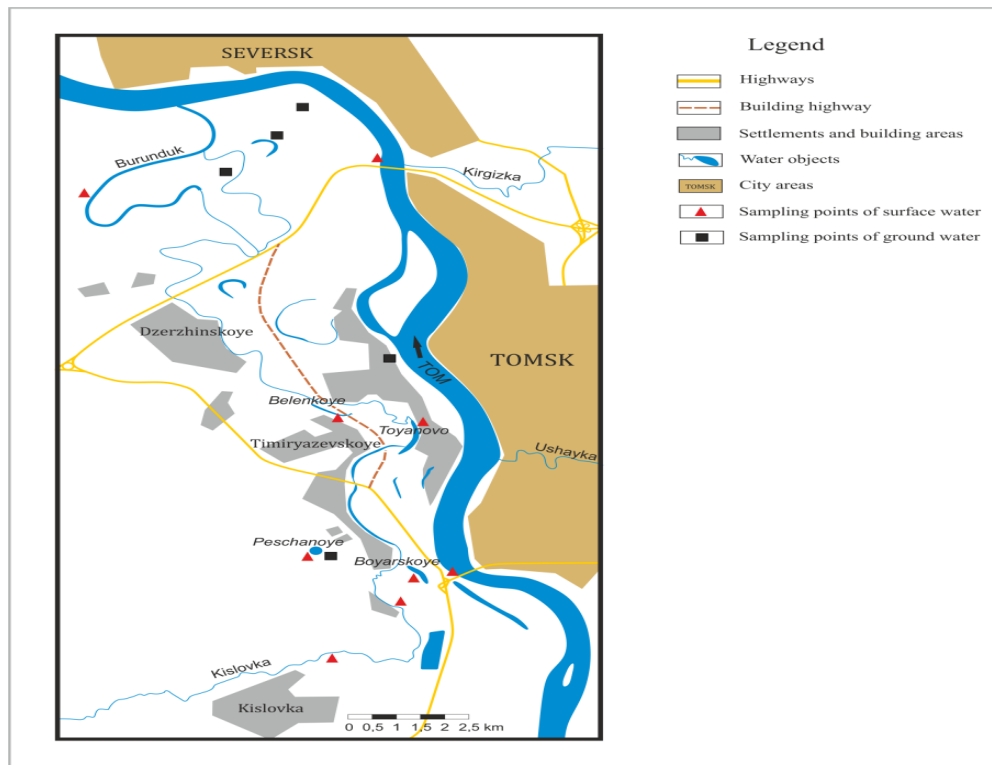 SEVERSK
Burunduk
Kirgizka
Dzerzhinskoye
TOMSK
TOM
Belenkoye
Toyanovo
Timiryazevskoye
Ushayka
Peschanoye
Boyarskoye
Kislovka
Kislovka
0 0,5 1 1,5 2 2,5 km
Legend
Highways
Building highway
Settlements and building areas
Water objects
TOMSK City areas
Sampling points of surface water
Sampling points of ground water